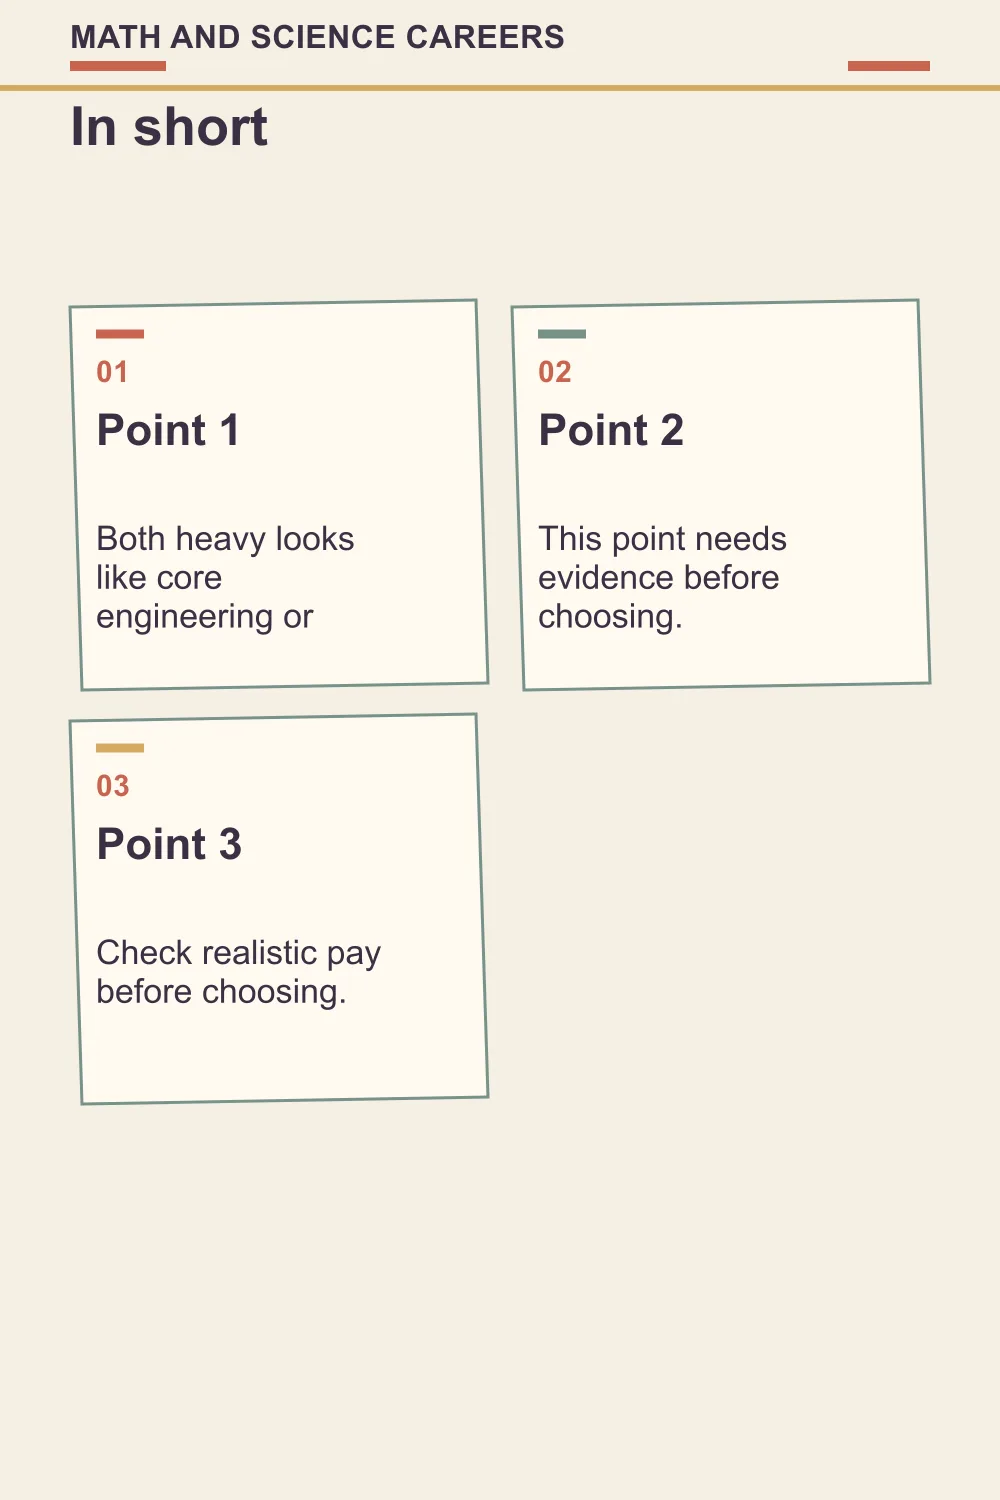 MATH AND SCIENCE CAREERS
In short
01
Point 1
Both heavy looks
like core
engineering or
02
Point 2
This point needs
evidence before
choosing.
03
Point 3
Check realistic pay
before choosing.